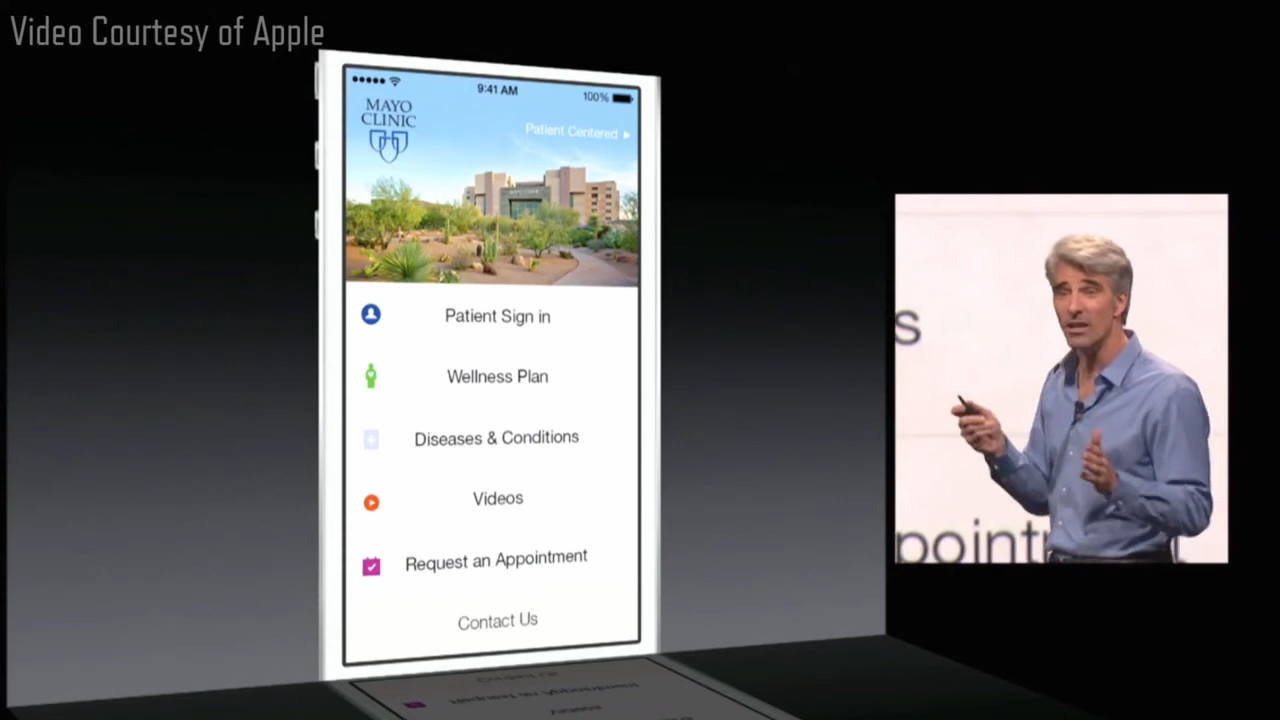 Video Courtesy of Apple
9:41 AM
100%
MAYO
CLINIC
Patient Centered
Patient Sign in
Wellness Plan
Diseases & Conditions
Videos
Request an Appointment
Contact Us
s